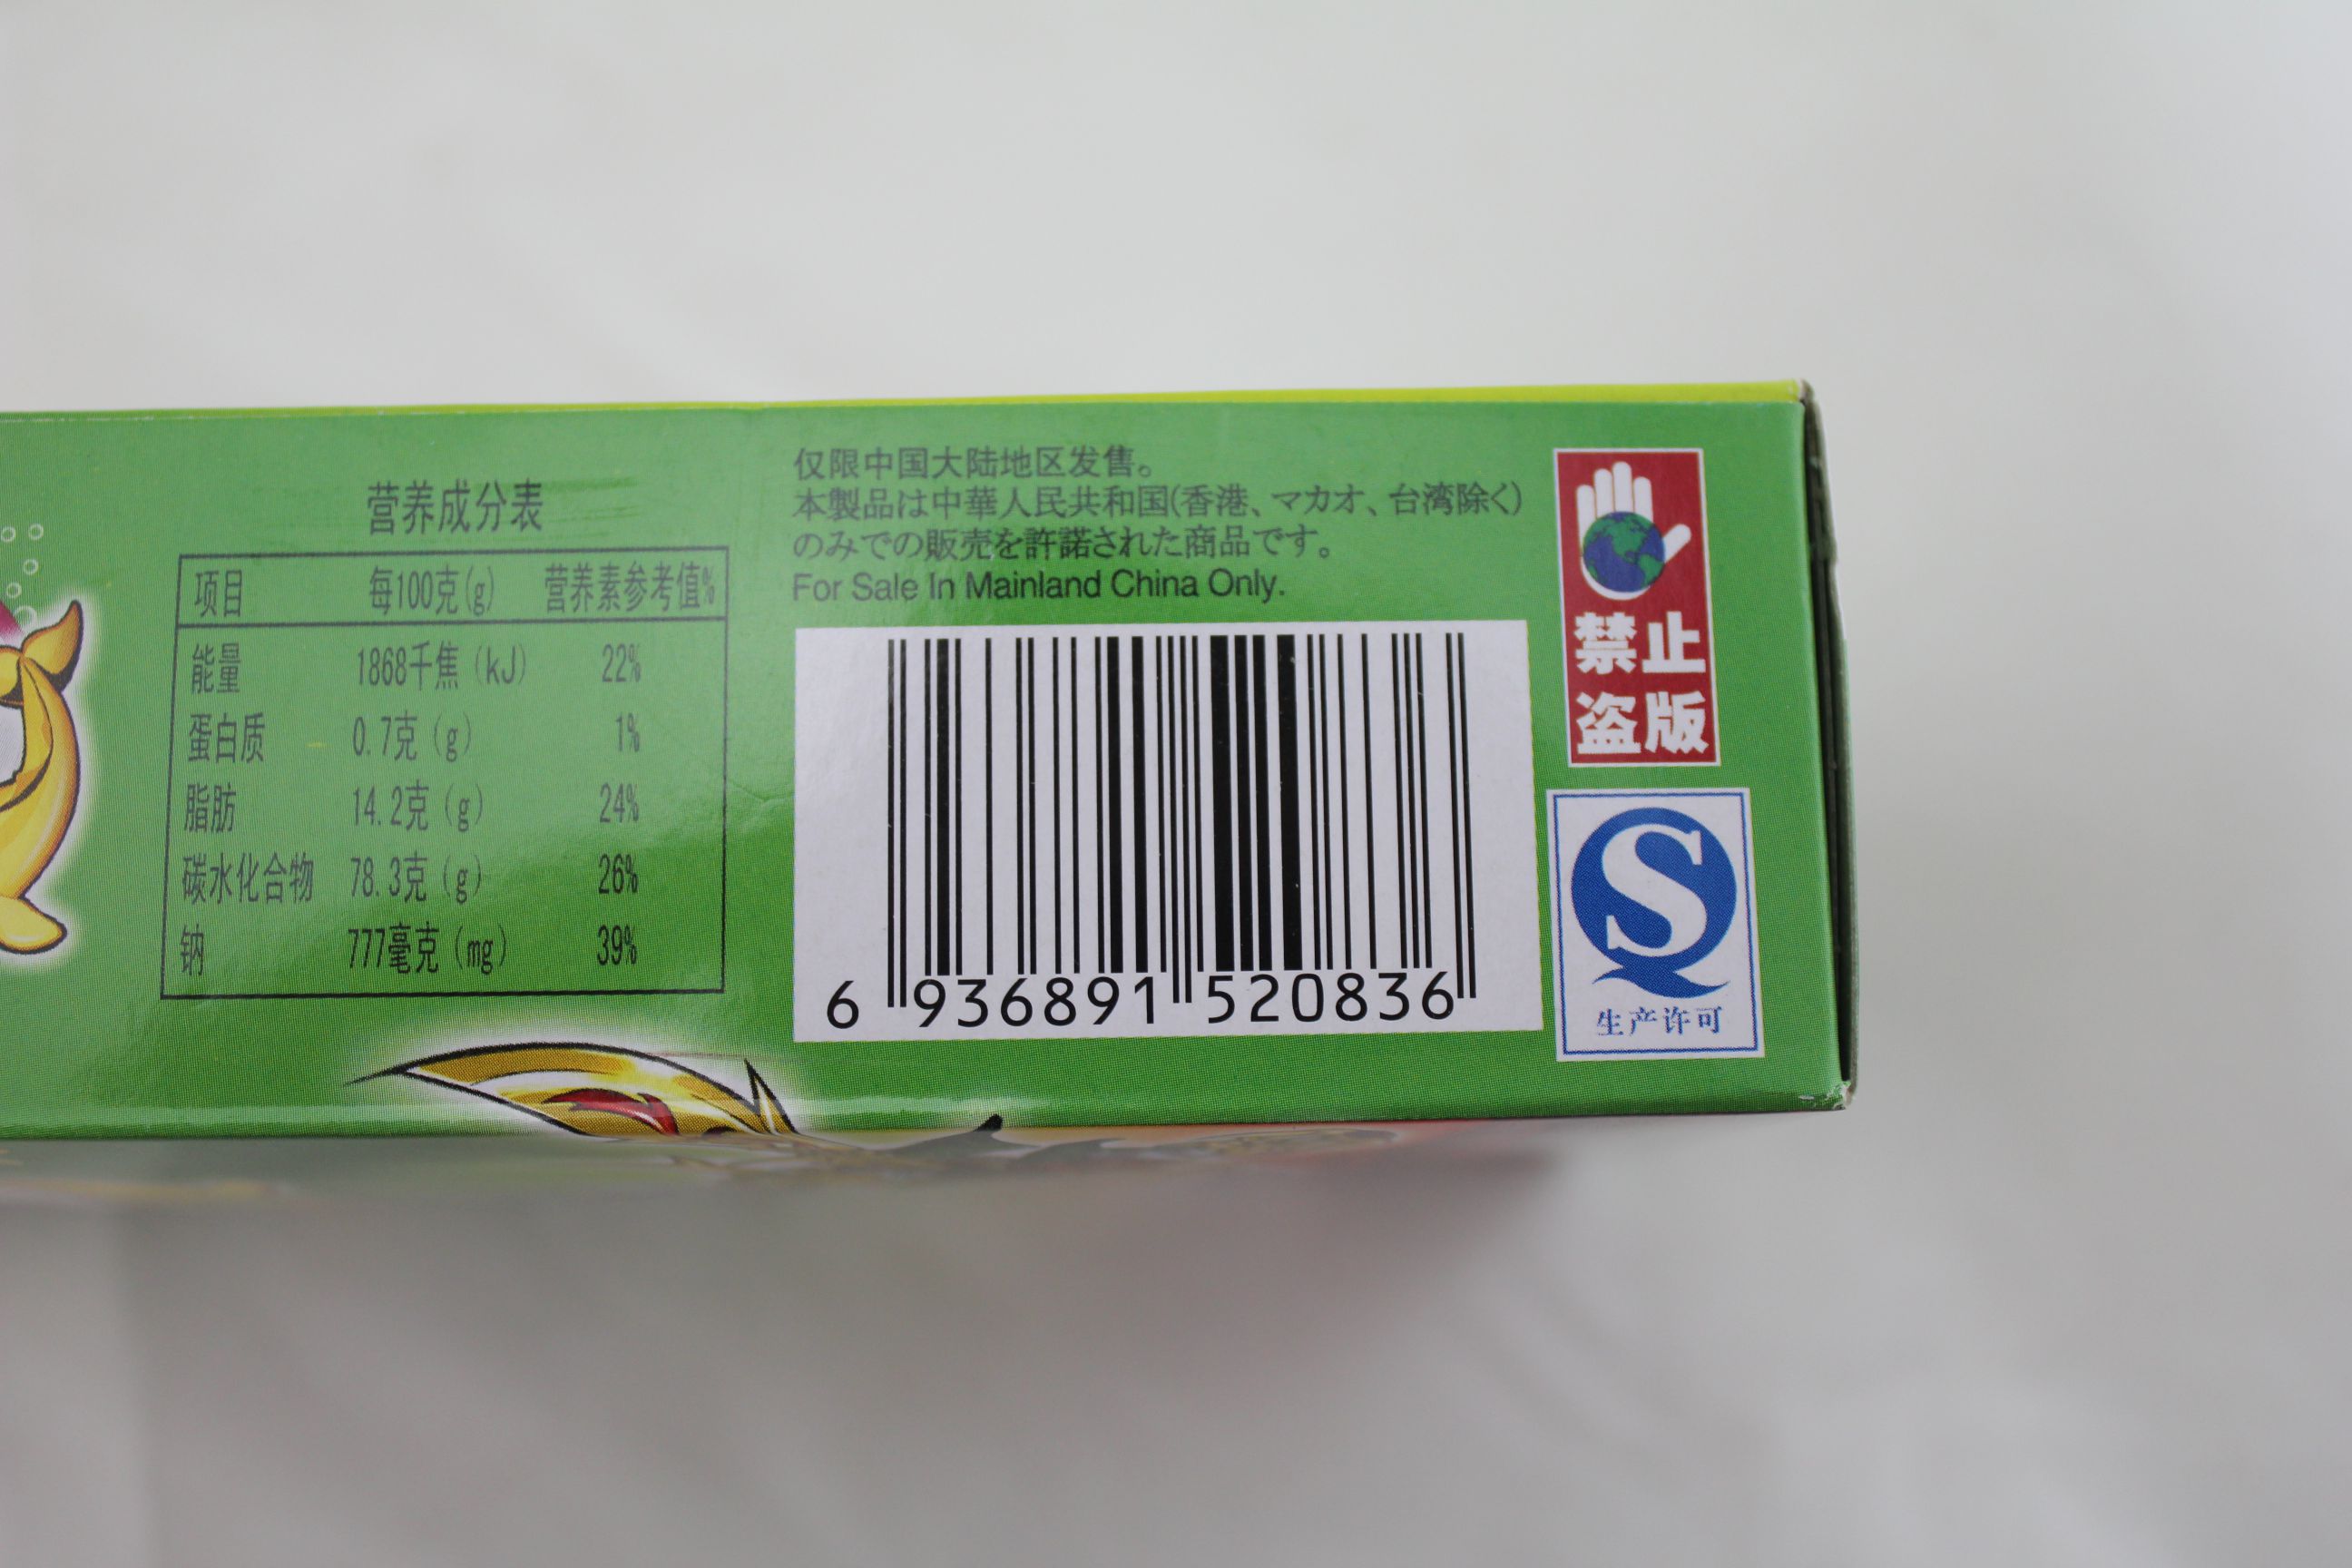 营养成分表
项目 每100克(g) 营养素参考值%
能量 1868千焦(kJ) 22%
蛋白质 0.7克(g) 1%
脂肪 14.2克(g) 24%
碳水化合物 78.3克(g) 26%
钠 777毫克(mg) 39%
仅限中国大陆地区发售。
本製品は中華人民共和国(香港、マカオ、台湾除く)
のみでの販売を許諾された商品です。
For Sale In Mainland China Only.
6 936891 520836
禁止
盗版
生产许可